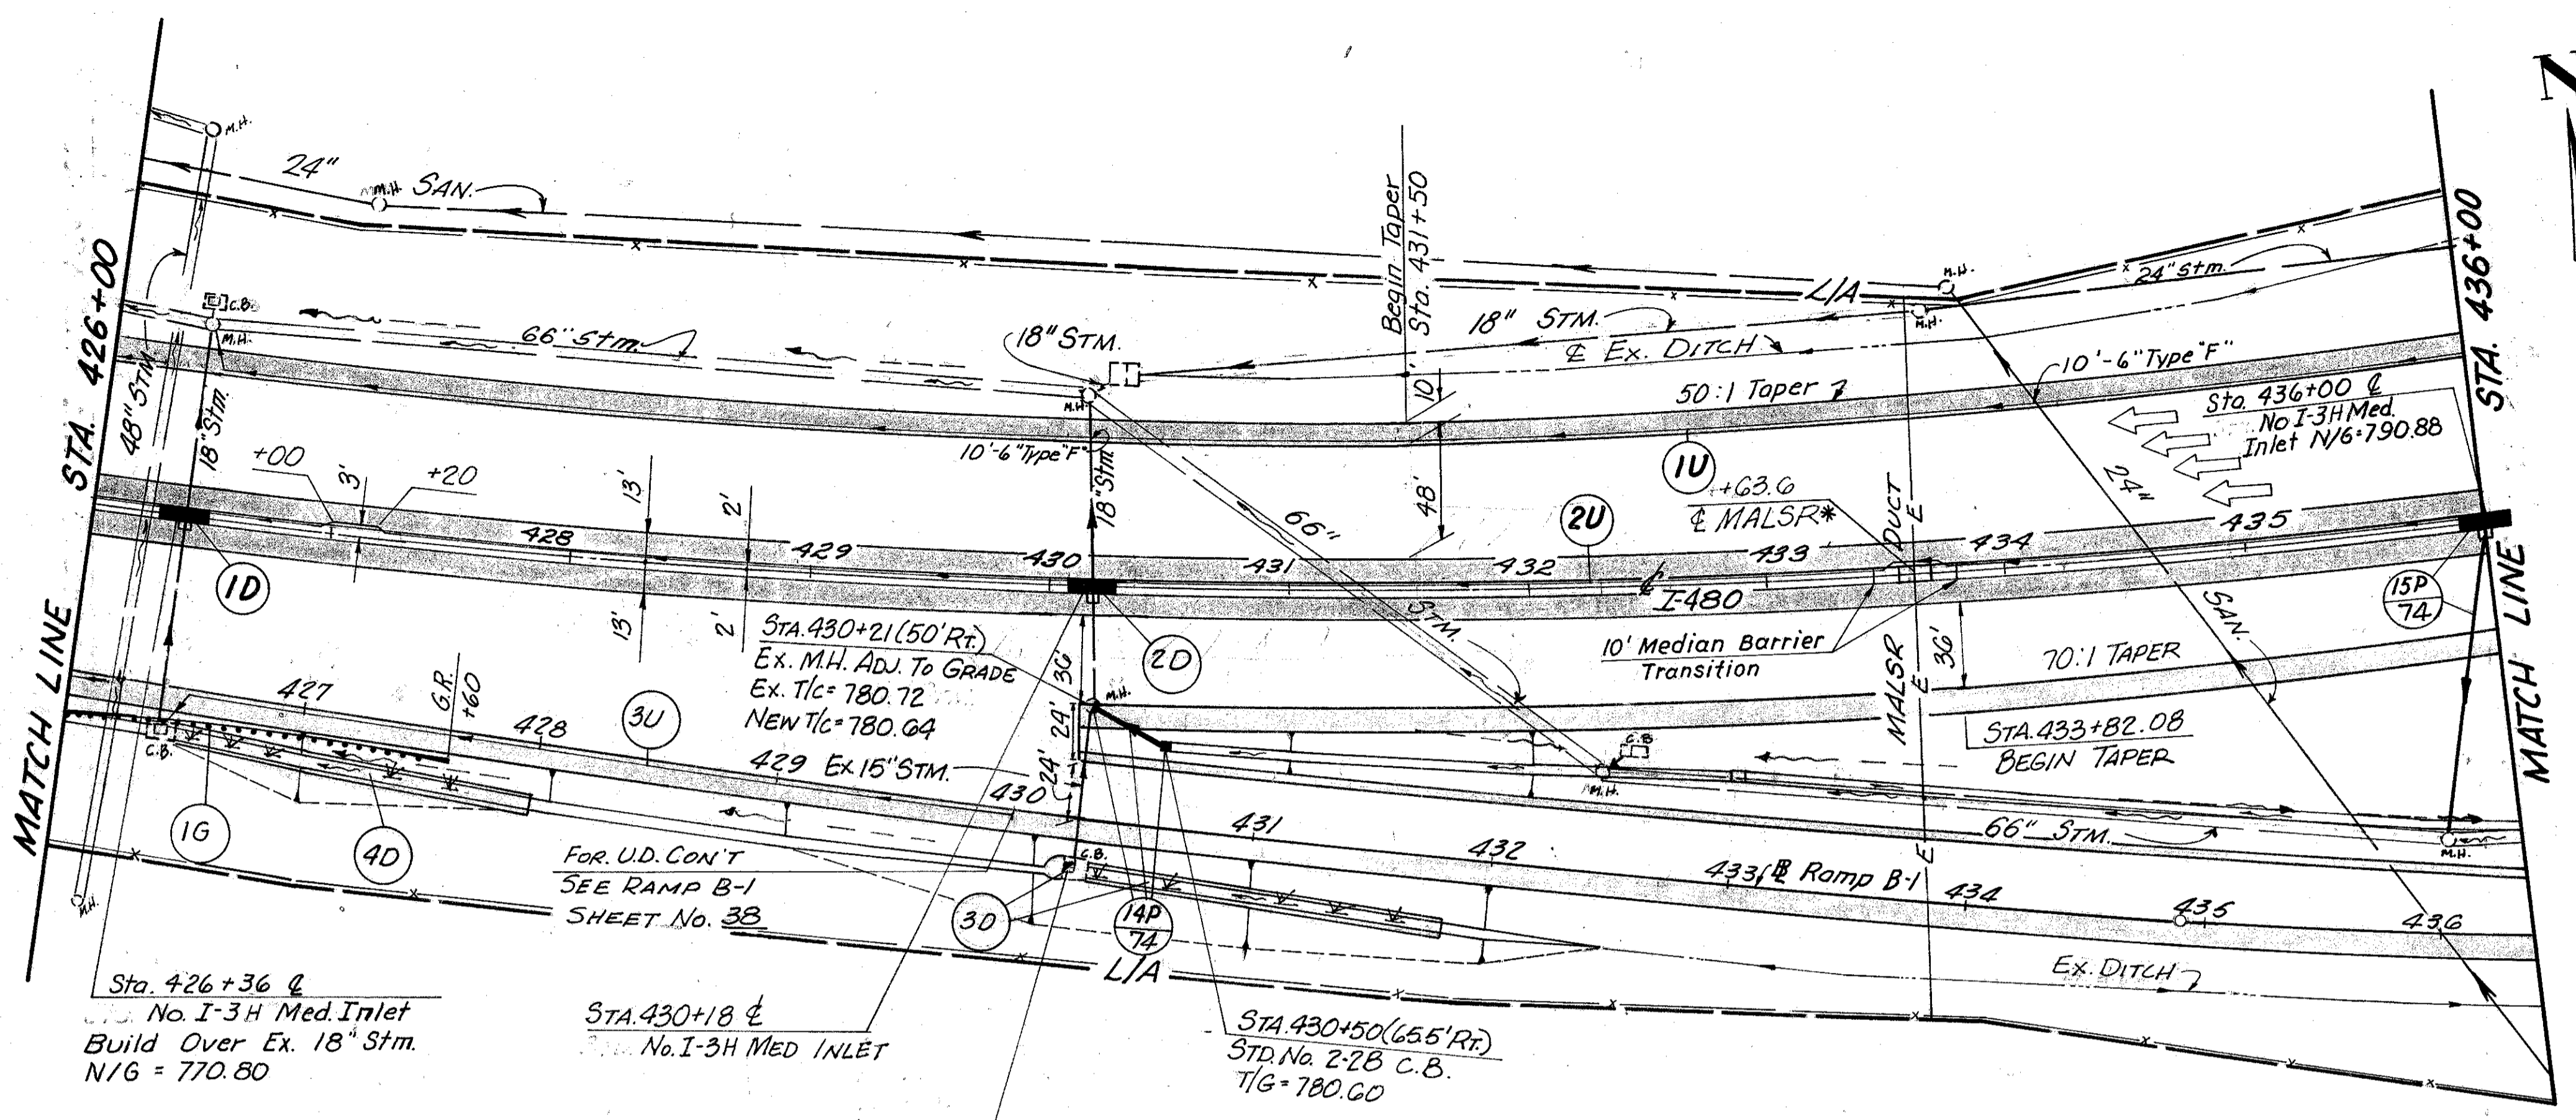 MATCH LINE STA. 426+00
24"
M.H.
M.H. SAN.
C.B.
M.H.
48" STM
18" Stm.
66" Stm.
18" STM.
M.H.
Begin Taper
Sta. 431+50
10'
48'
18" STM.
℄ EX. DITCH
L/A
M.H.
M.H.
24" Stm.
50:1 Taper
10'-6" Type "F"
Sta. 436+00 ℄
No I-3H Med.
Inlet N/G=790.88
MATCH LINE STA. 436+00
+00
3'
+20
13'
2'
10'-6" Type "F"
18" Stm.
66"
STM.
1U
+63.6
℄ MALSR*
2U
DUCT
E
E
24"
SAN.
428
429
430
431
432
433
434
435
℄ I-480
1D
13'
2'
STA. 430+21 (50' RT.)
EX. M.H. ADJ. TO GRADE
EX. T/C= 780.72
NEW T/C= 780.64
2D
36'
29'
24'
M.H.
10' Median Barrier
Transition
MALSR
E
E
36'
70:1 TAPER
STA. 433+82.08
BEGIN TAPER
15P
74
427
G.R.
+60
428
3U
429
EX 15" STM.
430
C.B.
C.B.
M.H.
66" STM.
M.H.
431
432
433
℄ Ramp B-1
434
435
436
1G
4D
FOR. U.D. CON'T
SEE RAMP B-1
SHEET No. 38
C.B.
3D
14P
74
M.H.
L/A
EX. DITCH
Sta. 426+36 ℄
No. I-3H Med. Inlet
Build Over Ex. 18" Stm.
N/G = 770.80
STA. 430+18 ℄
No. I-3H MED INLET
STA. 430+50 (65.5' RT.)
STD. No. 2-2B C.B.
T/G= 780.60